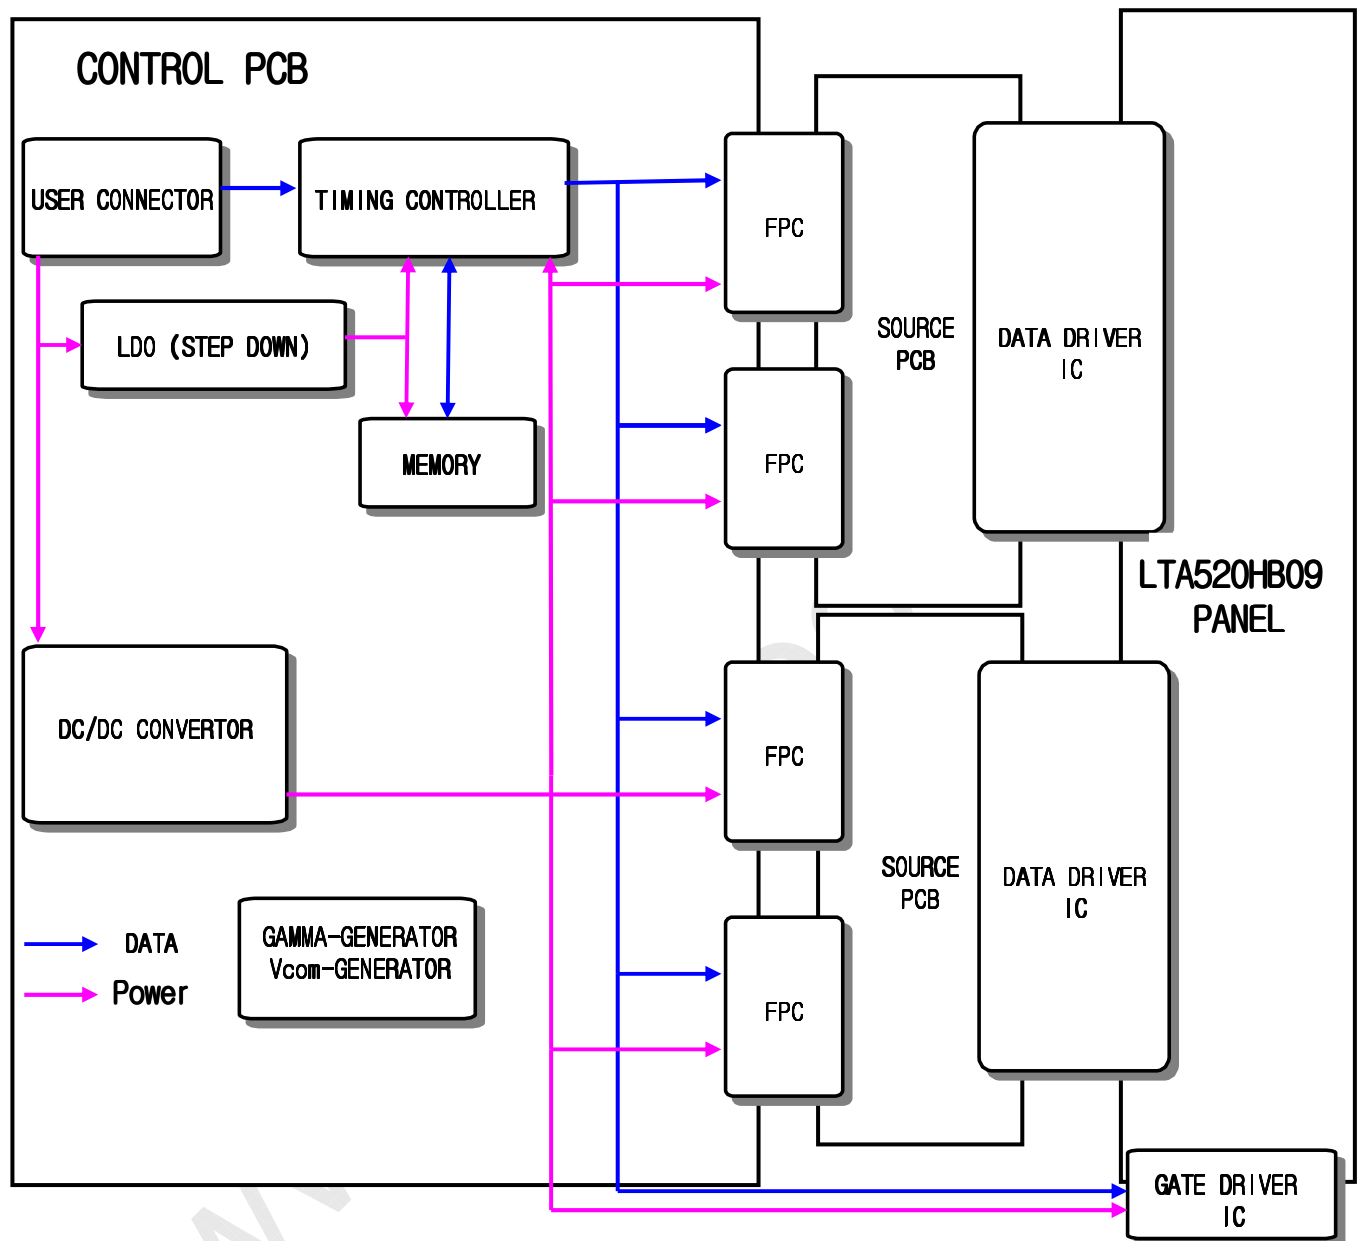 CONTROL PCB
USER CONNECTOR
TIMING CONTROLLER
FPC
LDO (STEP DOWN)
SOURCE
PCB
DATA DRIVER
IC
MEMORY
FPC
LTA520HB09
PANEL
DC/DC CONVERTOR
FPC
SOURCE
PCB
DATA DRIVER
IC
DATA
Power
GAMMA-GENERATOR
Vcom-GENERATOR
FPC
GATE DRIVER
IC